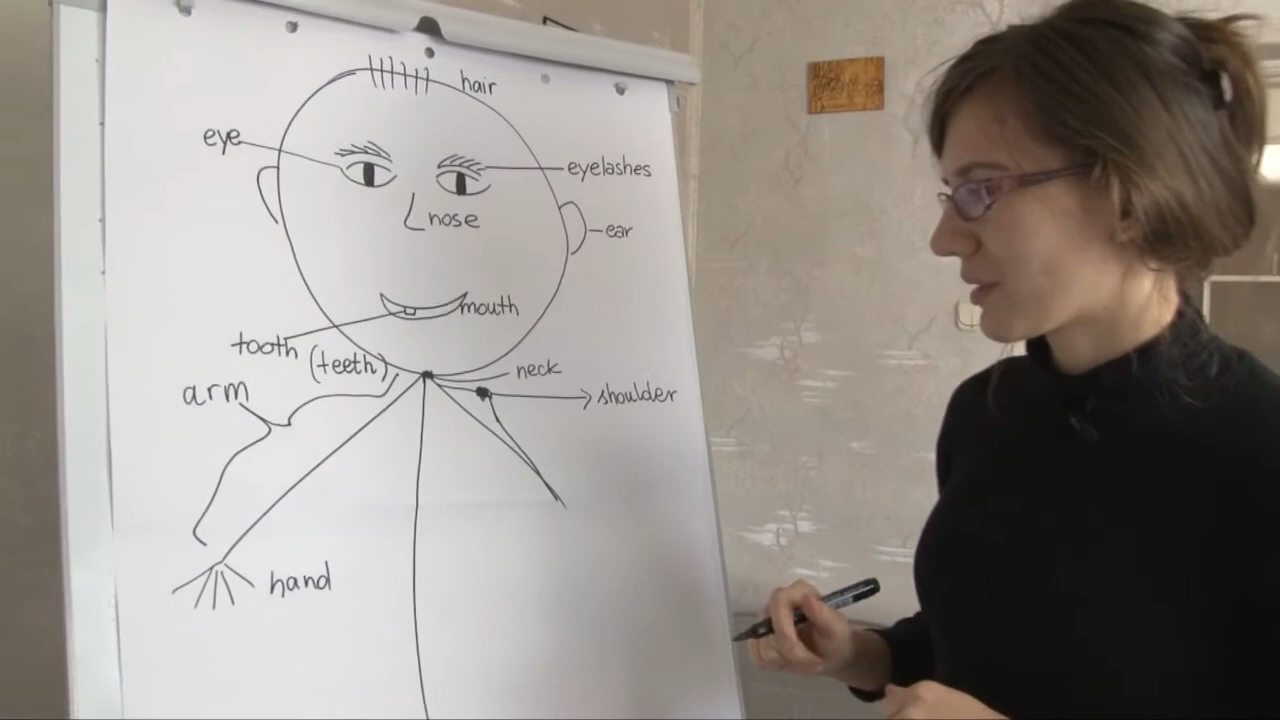 hair
eye
eyelashes
nose
ear
mouth
tooth (teeth)
neck
arm
shoulder
hand